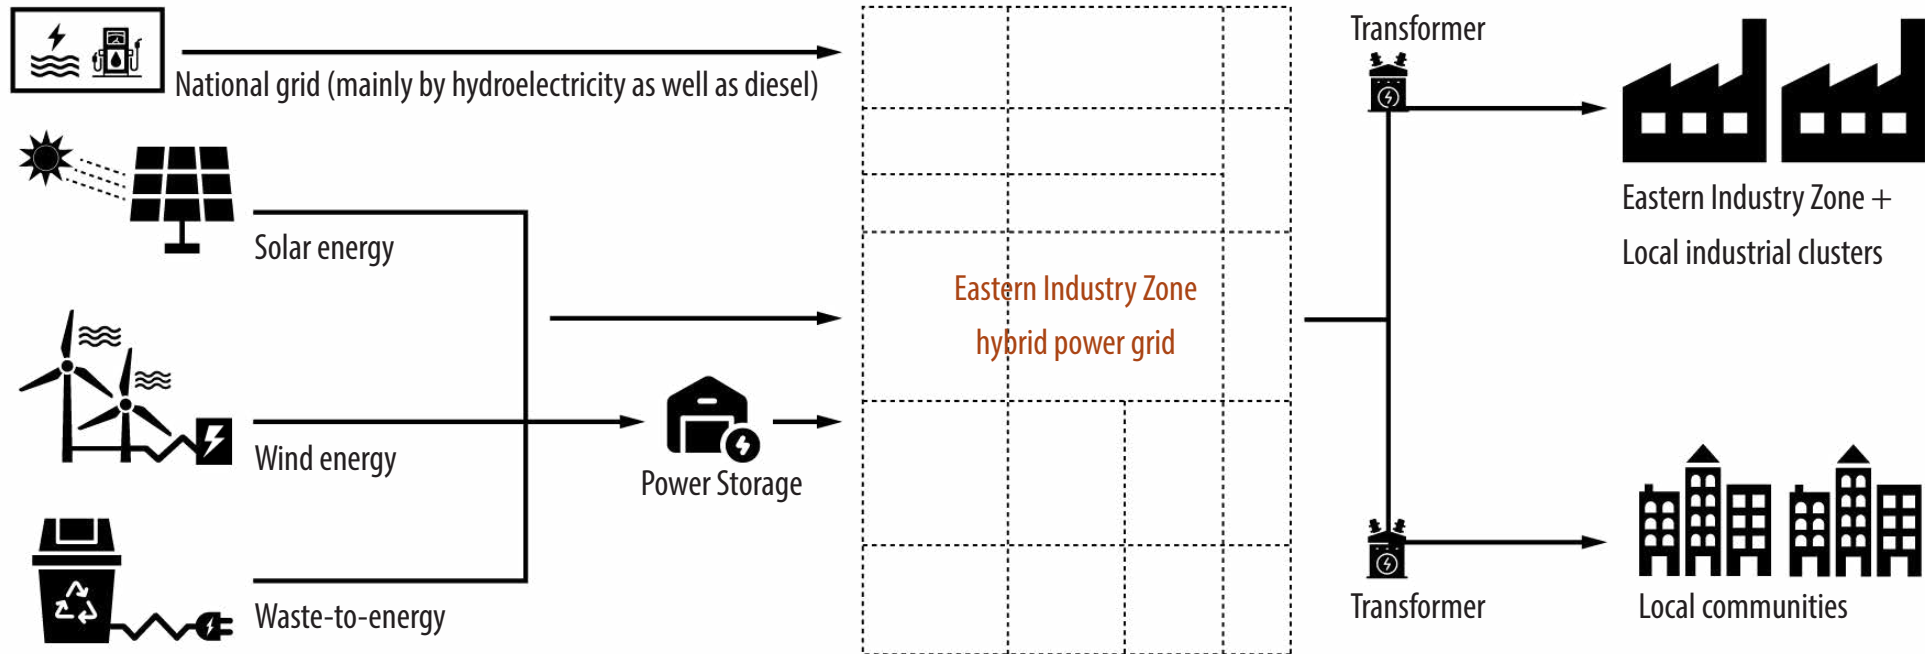 National grid (mainly by hydroelectricity as well as diesel)
Solar energy
Wind energy
Waste-to-energy
Power Storage
Eastern Industry Zone
hybrid power grid
Transformer
Eastern Industry Zone +
Local industrial clusters
Transformer
Local communities